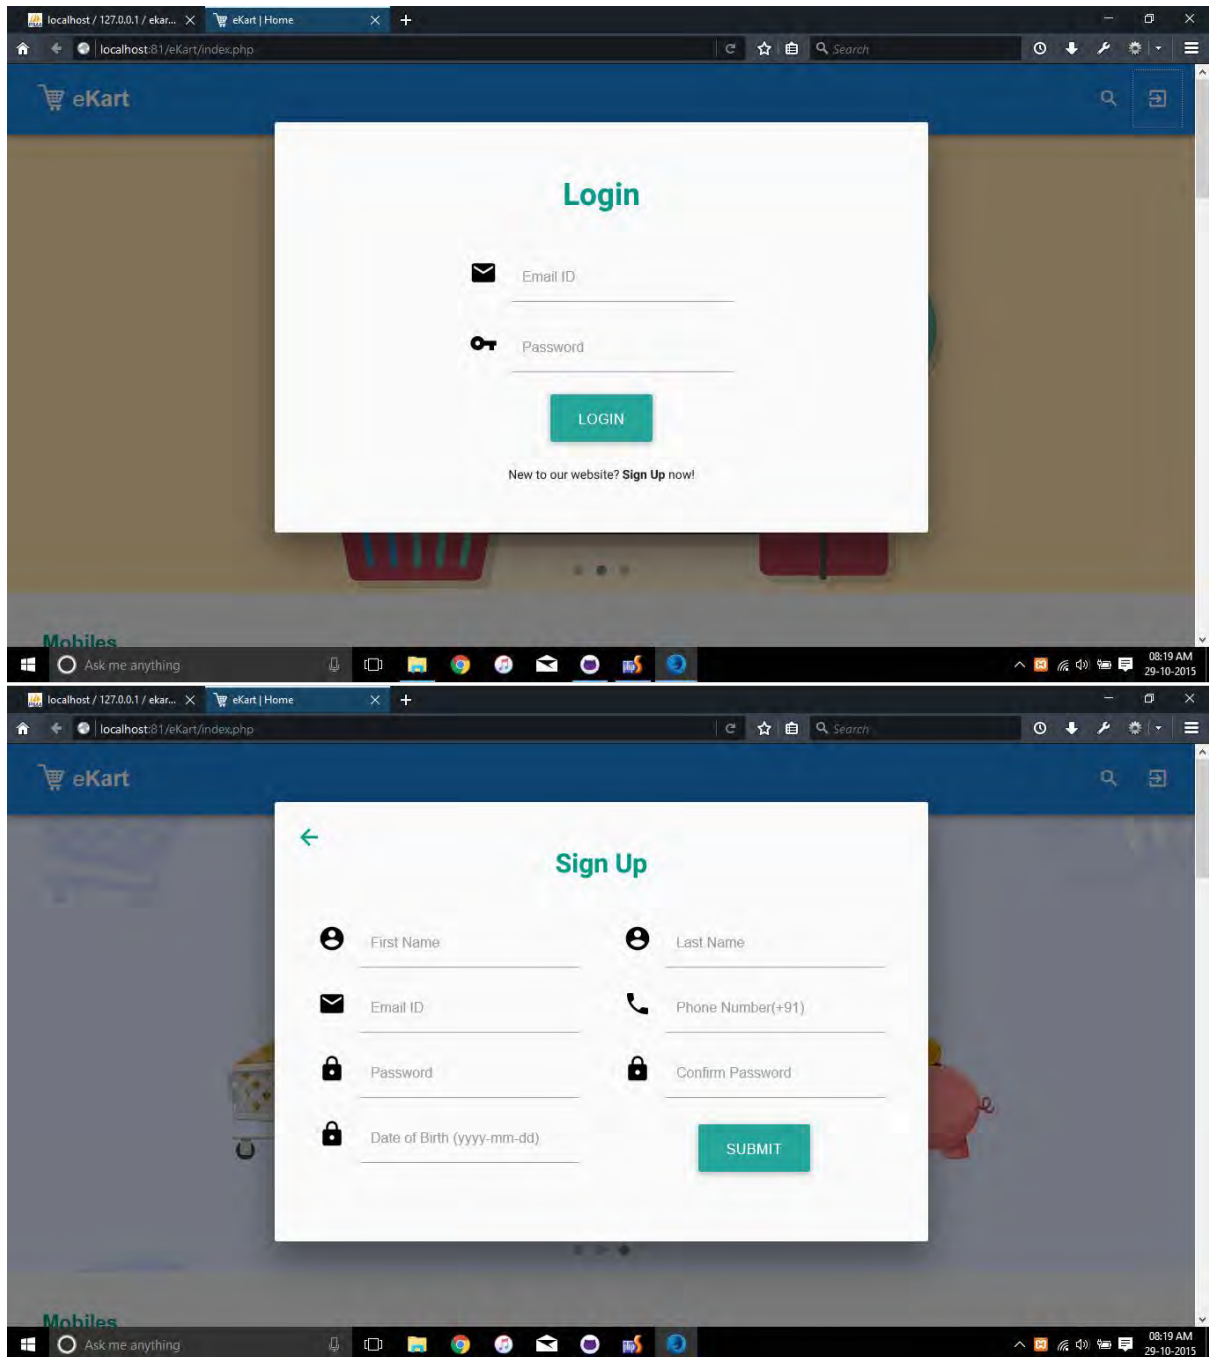 localhost / 127.0.0.1 / ekar...
eKart | Home
localhost:81/eKart/index.php
Search
eKart
Login
Email ID
Password
LOGIN
New to our website? Sign Up now!
Mobiles
Ask me anything
08:19 AM
29-10-2015
localhost / 127.0.0.1 / ekar...
eKart | Home
localhost:81/eKart/index.php
Search
eKart
Sign Up
First Name
Last Name
Email ID
Phone Number(+91)
Password
Confirm Password
Date of Birth (yyyy-mm-dd)
SUBMIT
Mobiles
Ask me anything
08:19 AM
29-10-2015